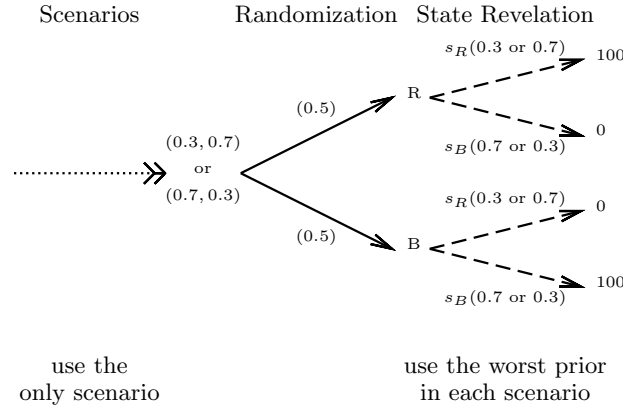 Scenarios
Randomization
State Revelation
(0.3, 0.7)
or
(0.7, 0.3)
(0.5)
(0.5)
R
B
s_R(0.3 or 0.7)
100
s_B(0.7 or 0.3)
0
s_R(0.3 or 0.7)
0
s_B(0.7 or 0.3)
100
use the
only scenario
use the worst prior
in each scenario